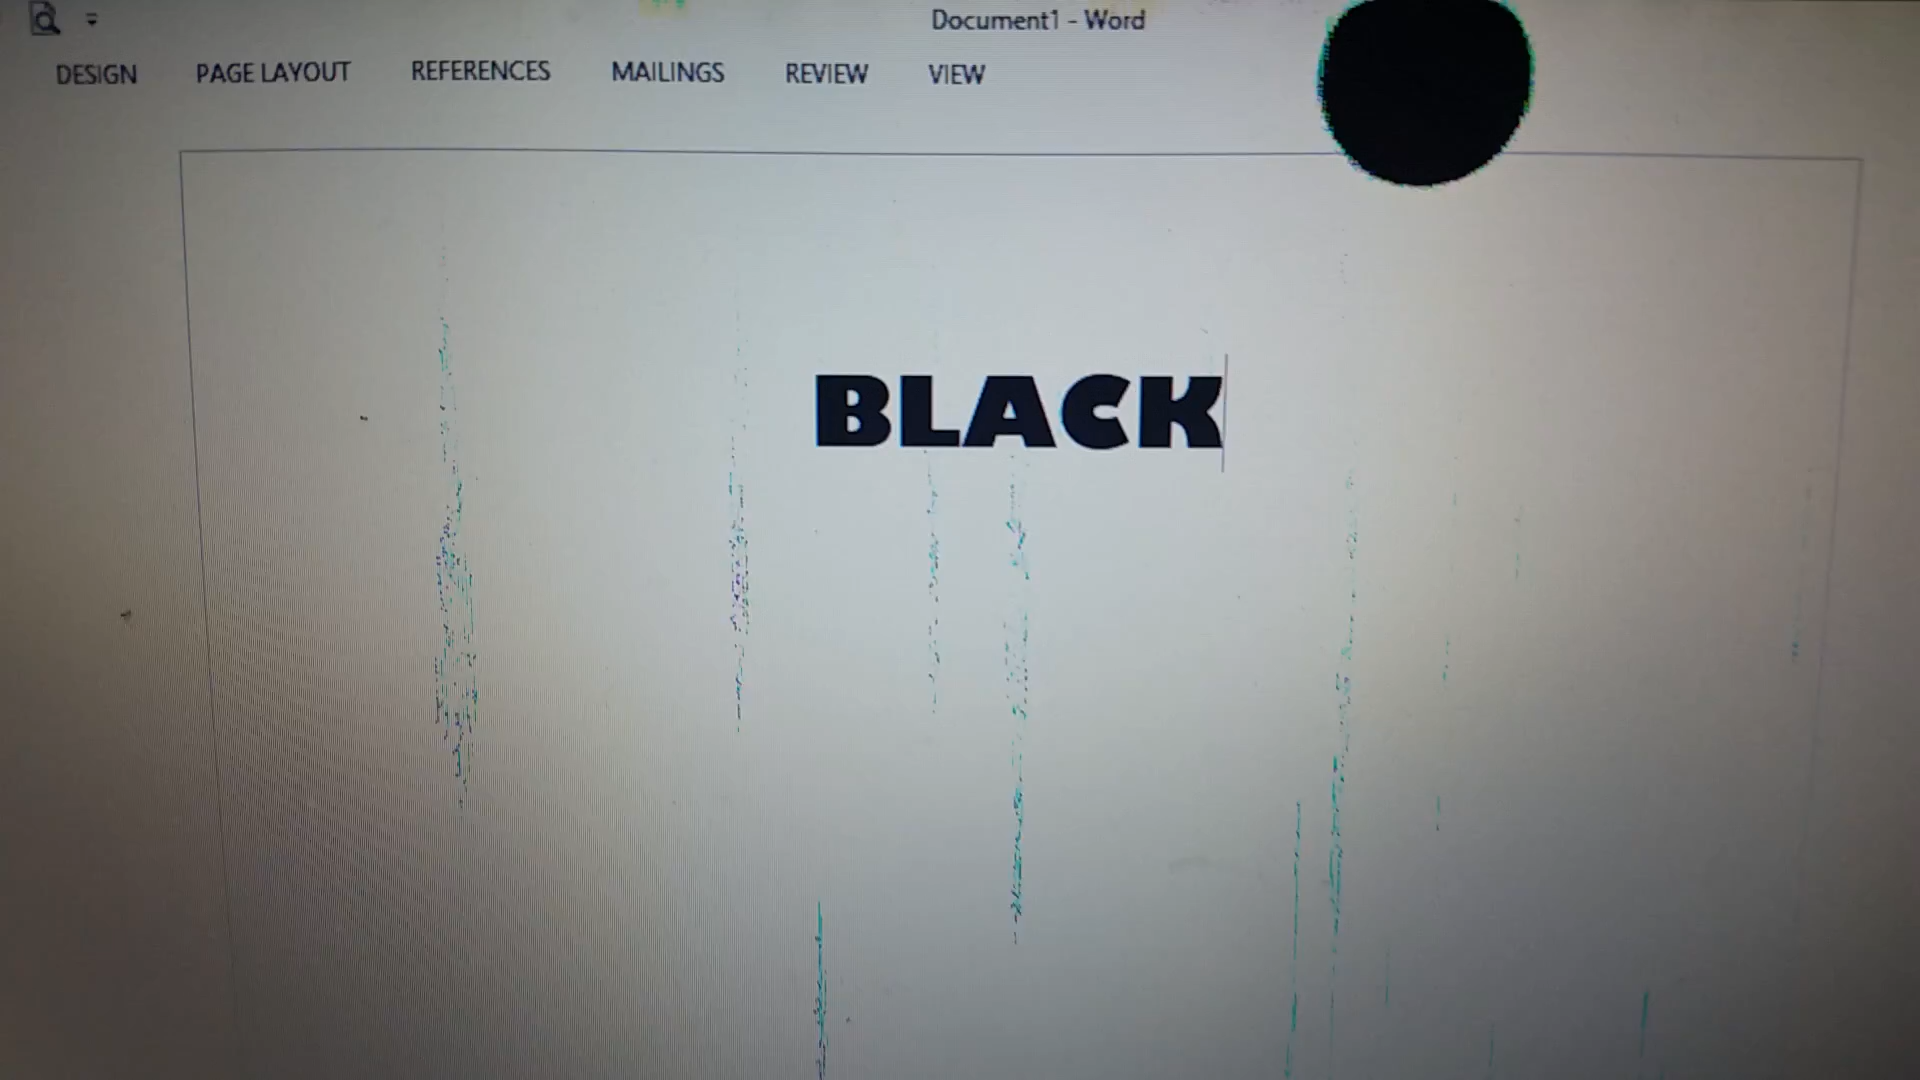 Document1 - Word
DESIGN PAGE LAYOUT REFERENCES MAILINGS REVIEW VIEW
BLACK